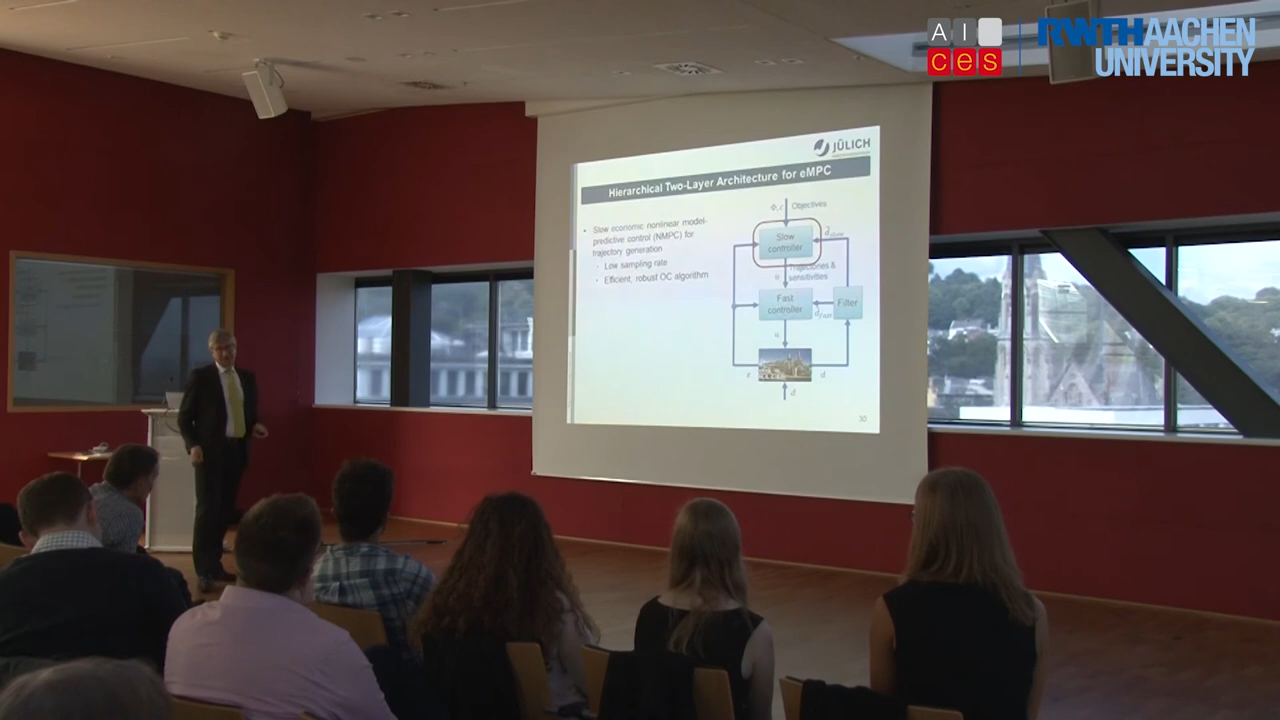 AI
ces
RWTH AACHEN
UNIVERSITY
JÜLICH
Hierarchical Two-Layer Architecture for eMPC
Slow economic nonlinear model-
predictive control (NMPC) for
trajectory generation
Low sampling rate
Efficient, robust OC algorithm
Φ, c Objectives
Slow
controller
d slow
Trajectories &
sensitivities
u
Fast
controller
Filter
d fast
u
r
d
d
30